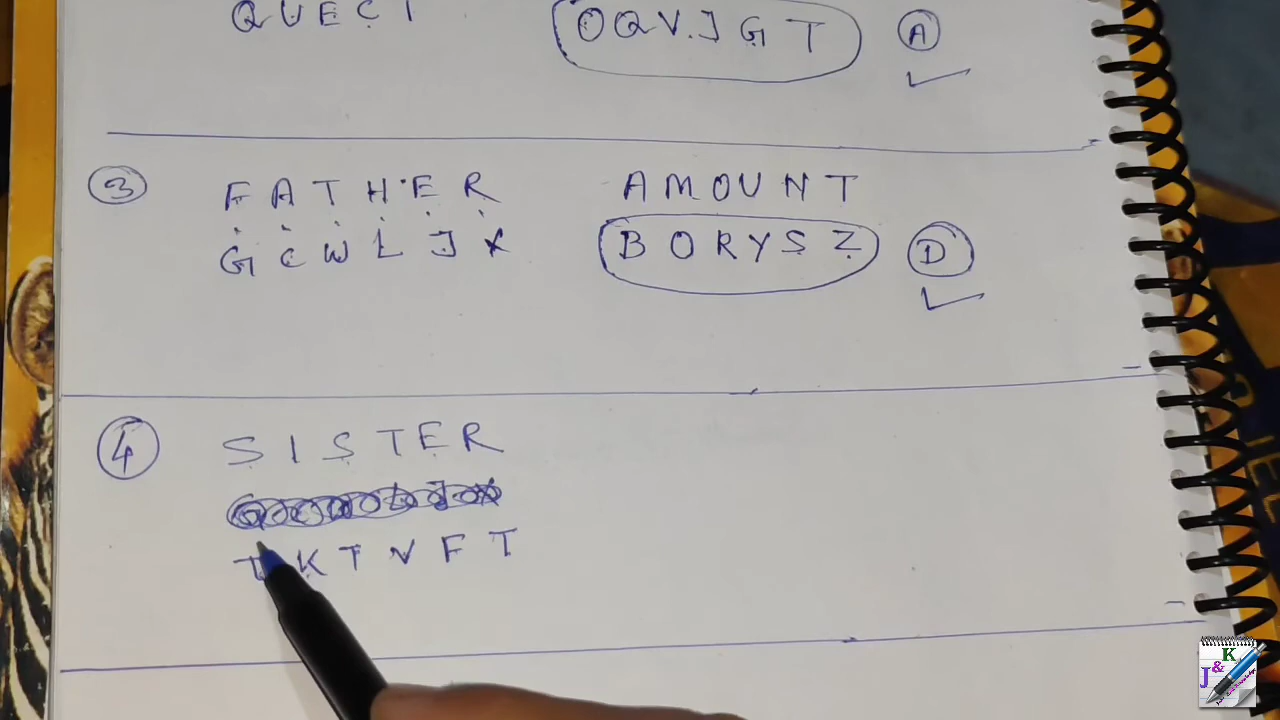 QUECT OQVJGT A
3 FATHER AMOUNT
GCWLJX BORYSZ D
4 SISTER
TKTVFT
J&K